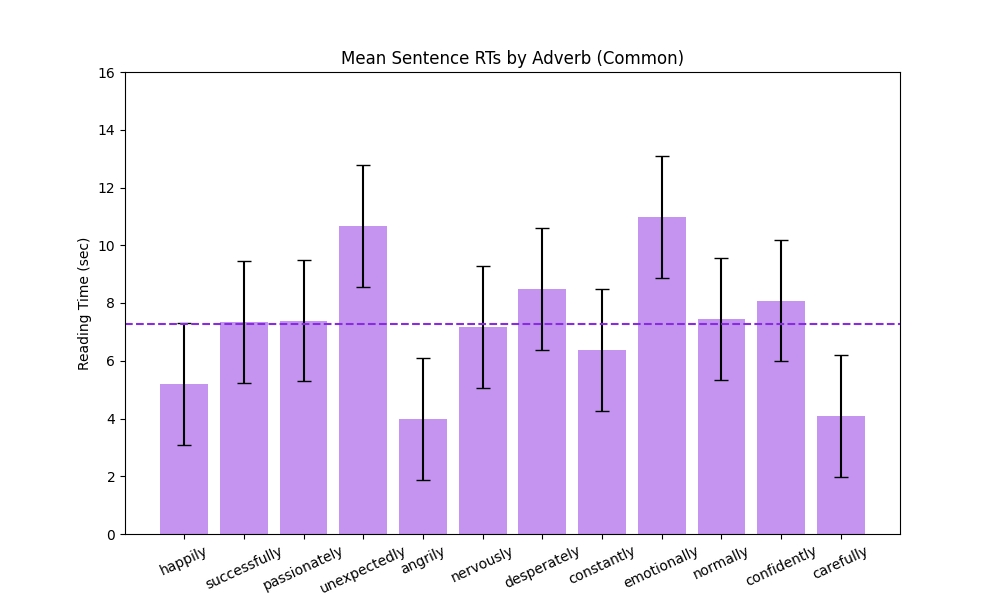 Mean Sentence RTs by Adverb (Common)
Reading Time (sec)
16
14
12
10
8
6
4
2
0
happily
successfully
passionately
unexpectedly
angrily
nervously
desperately
constantly
emotionally
normally
confidently
carefully